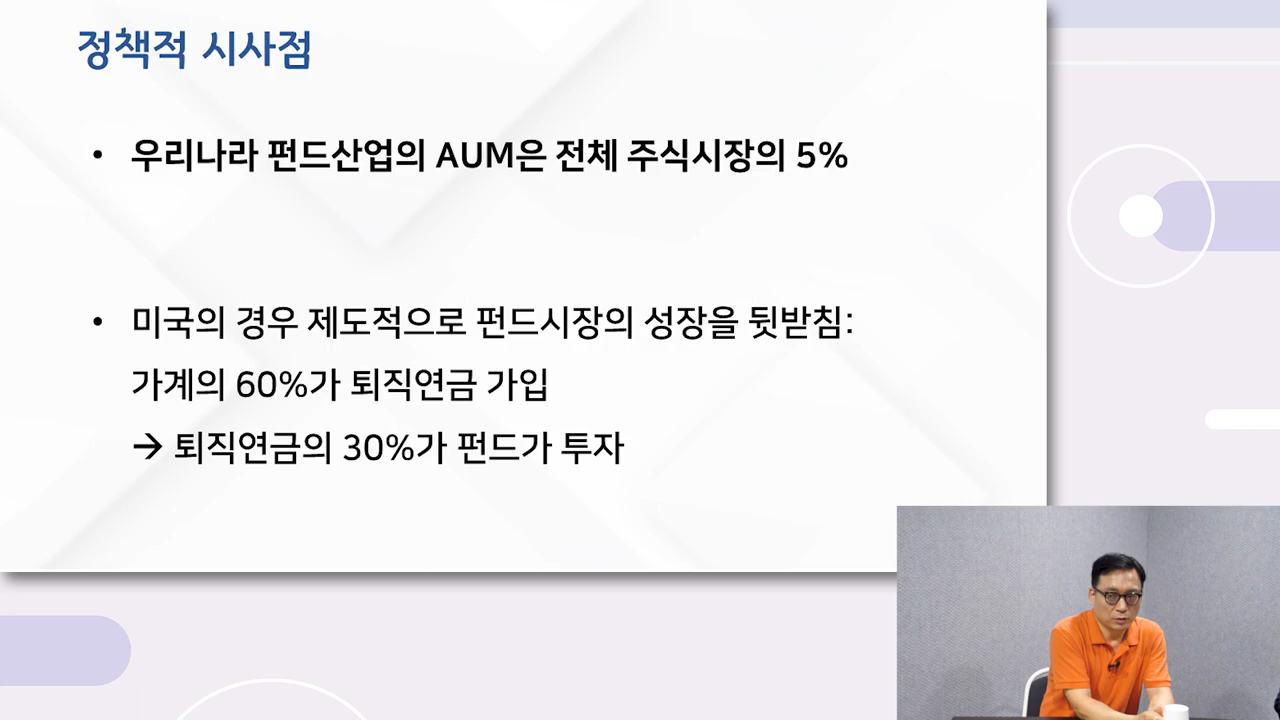 정책적 시사점
• 우리나라 펀드산업의 AUM은 전체 주식시장의 5%
• 미국의 경우 제도적으로 펀드시장의 성장을 뒷받침:
가계의 60%가 퇴직연금 가입
→ 퇴직연금의 30%가 펀드가 투자